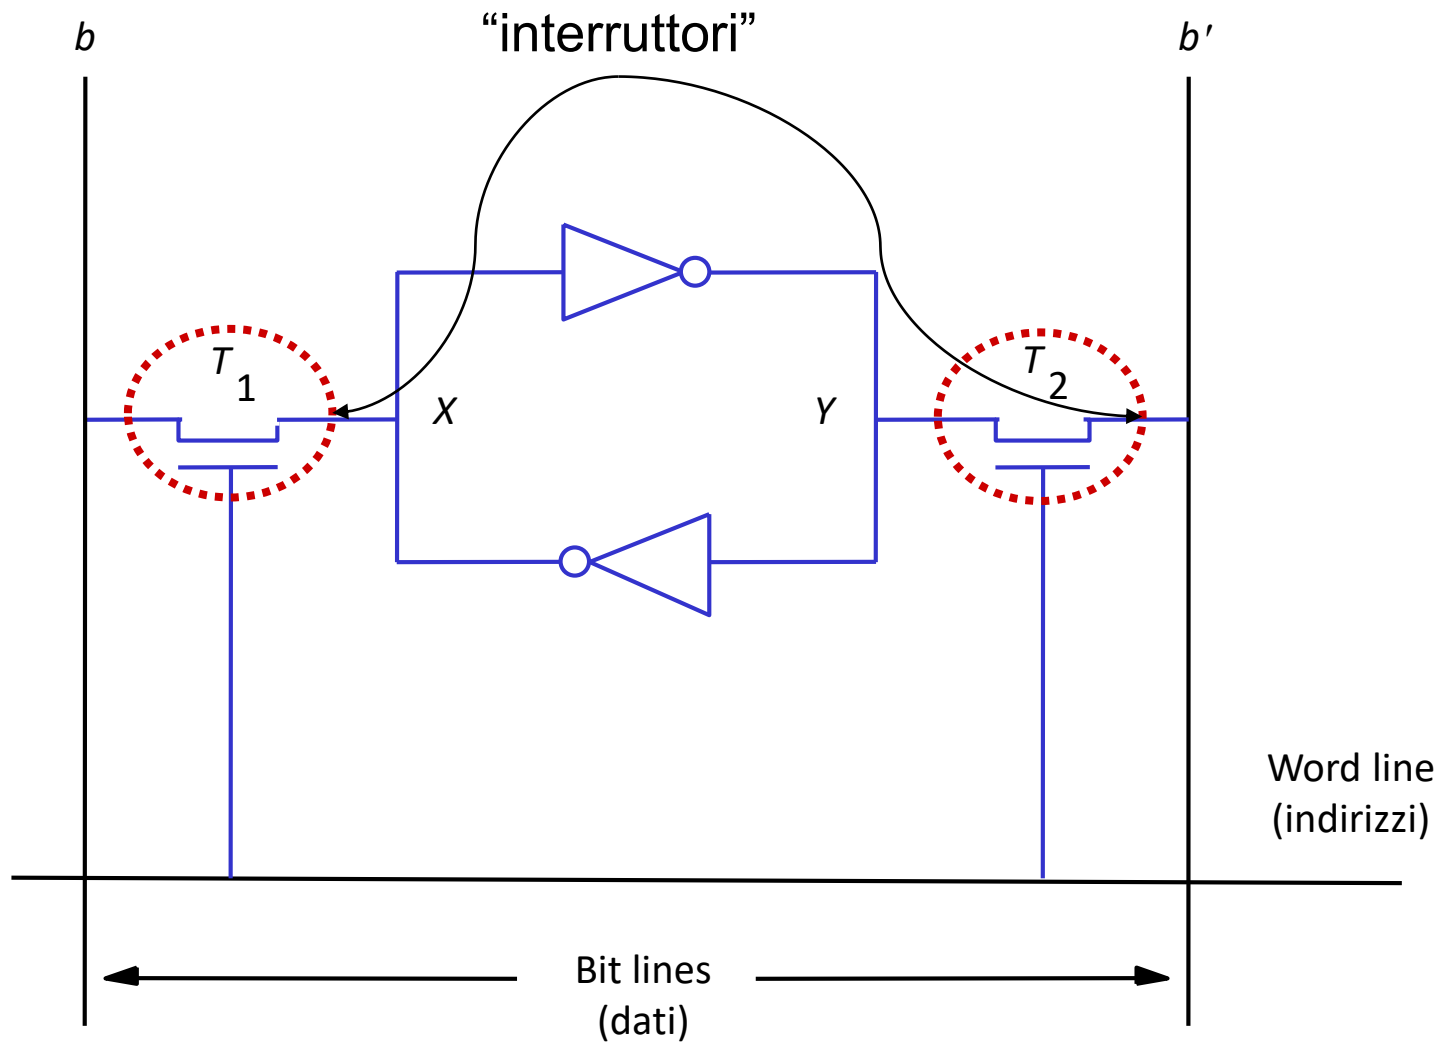 b
“interruttori”
b′
T1
T2
X
Y
Word line
(indirizzi)
Bit lines
(dati)